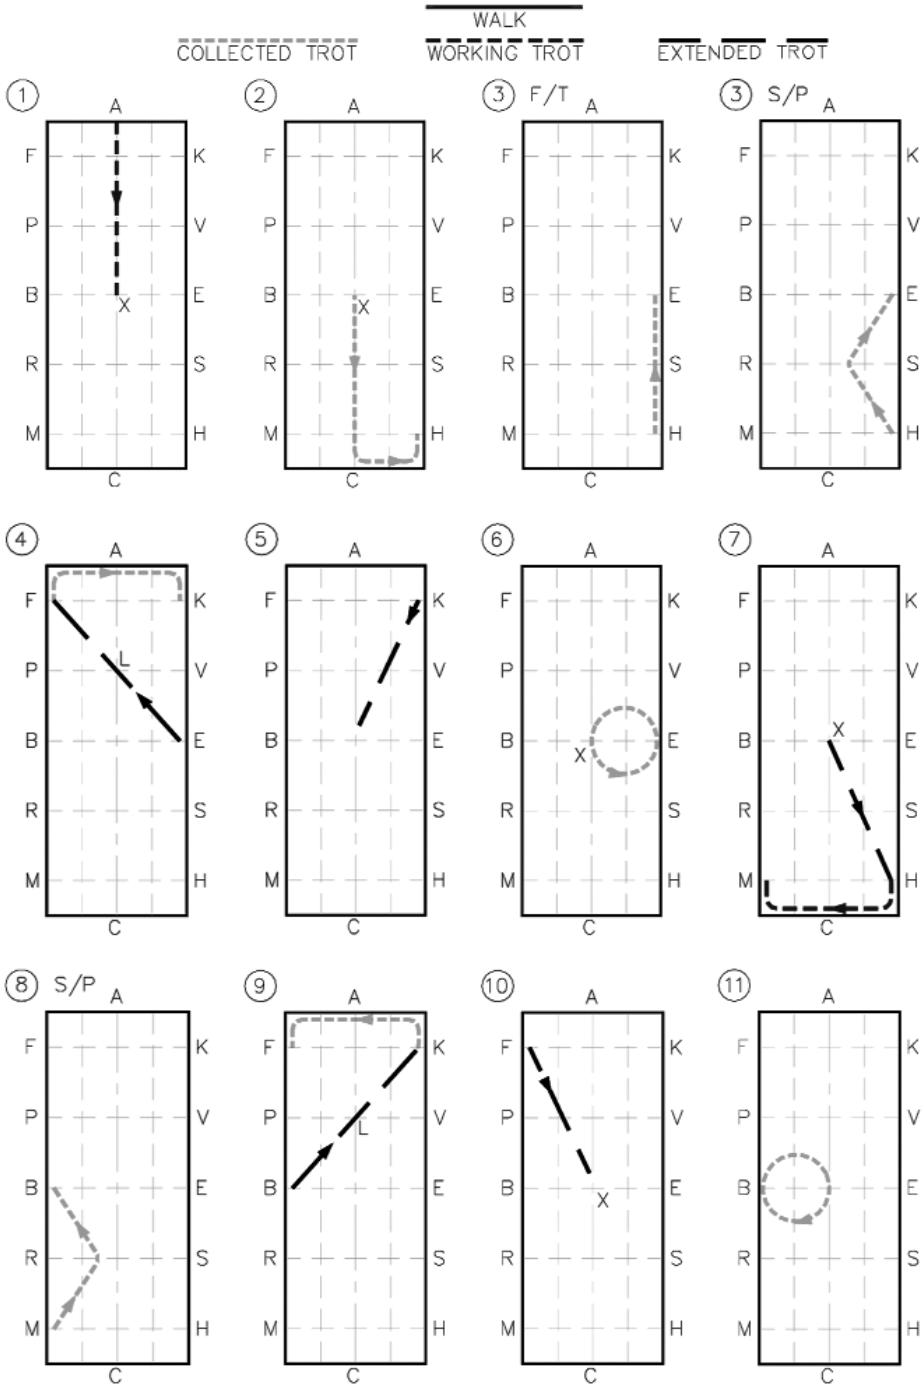 WALK
COLLECTED TROT WORKING TROT EXTENDED TROT
1 2 3 F/T 3 S/P
A A A A
F K F K F K F K
P V P V P V P V
B X E B X E B E B E
R S R S R S R S
M H M H M H M H
C C C C
4 5 6 7
A A A A
F K F K F K F K
P L V P V P V P V
B E B E B X E B X E
R S R S R S R S
M H M H M H M H
C C C C
8 S/P 9 10 11
A A A A
F K F K F K F K
P V P L V P V P V
B E B E B X E B E
R S R S R S R S
M H M H M H M H
C C C C